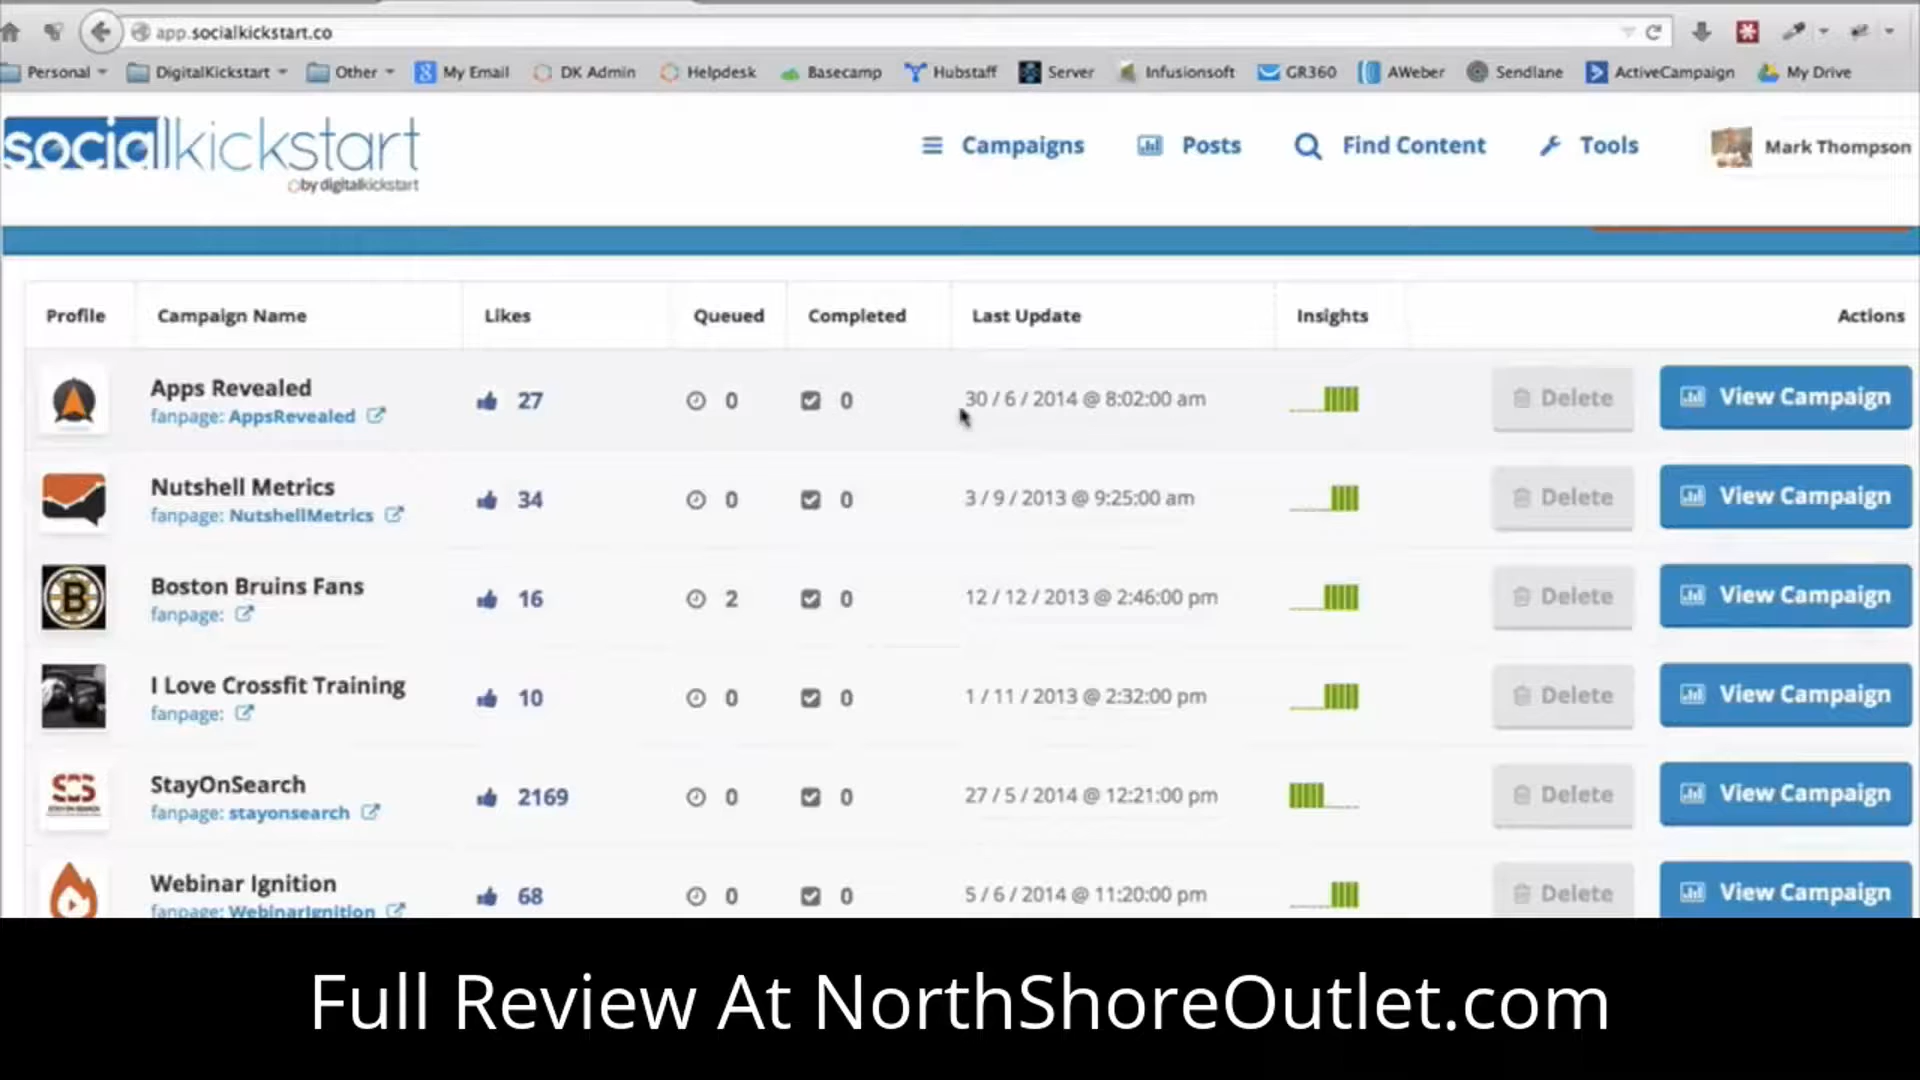 app.socialkickstart.co
Personal DigitalKickstart Other My Email DK Admin Helpdesk Basecamp Hubstaff Server Infusionsoft GR360 AWeber Sendlane ActiveCampaign My Drive
socialkickstart
by digitalkickstart
Campaigns Posts Find Content Tools Mark Thompson
Profile Campaign Name Likes Queued Completed Last Update Insights Actions
Apps Revealed
fanpage: AppsRevealed
27 0 0 30 / 6 / 2014 @ 8:02:00 am Delete View Campaign
Nutshell Metrics
fanpage: NutshellMetrics
34 0 0 3 / 9 / 2013 @ 9:25:00 am Delete View Campaign
B
Boston Bruins Fans
fanpage:
16 2 0 12 / 12 / 2013 @ 2:46:00 pm Delete View Campaign
I Love Crossfit Training
fanpage:
10 0 0 1 / 11 / 2013 @ 2:32:00 pm Delete View Campaign
SOS
STAY ON SEARCH
StayOnSearch
fanpage: stayonsearch
2169 0 0 27 / 5 / 2014 @ 12:21:00 pm Delete View Campaign
Webinar Ignition
fanpage: WebinarIgnition
68 0 0 5 / 6 / 2014 @ 11:20:00 pm Delete View Campaign
Full Review At NorthShoreOutlet.com